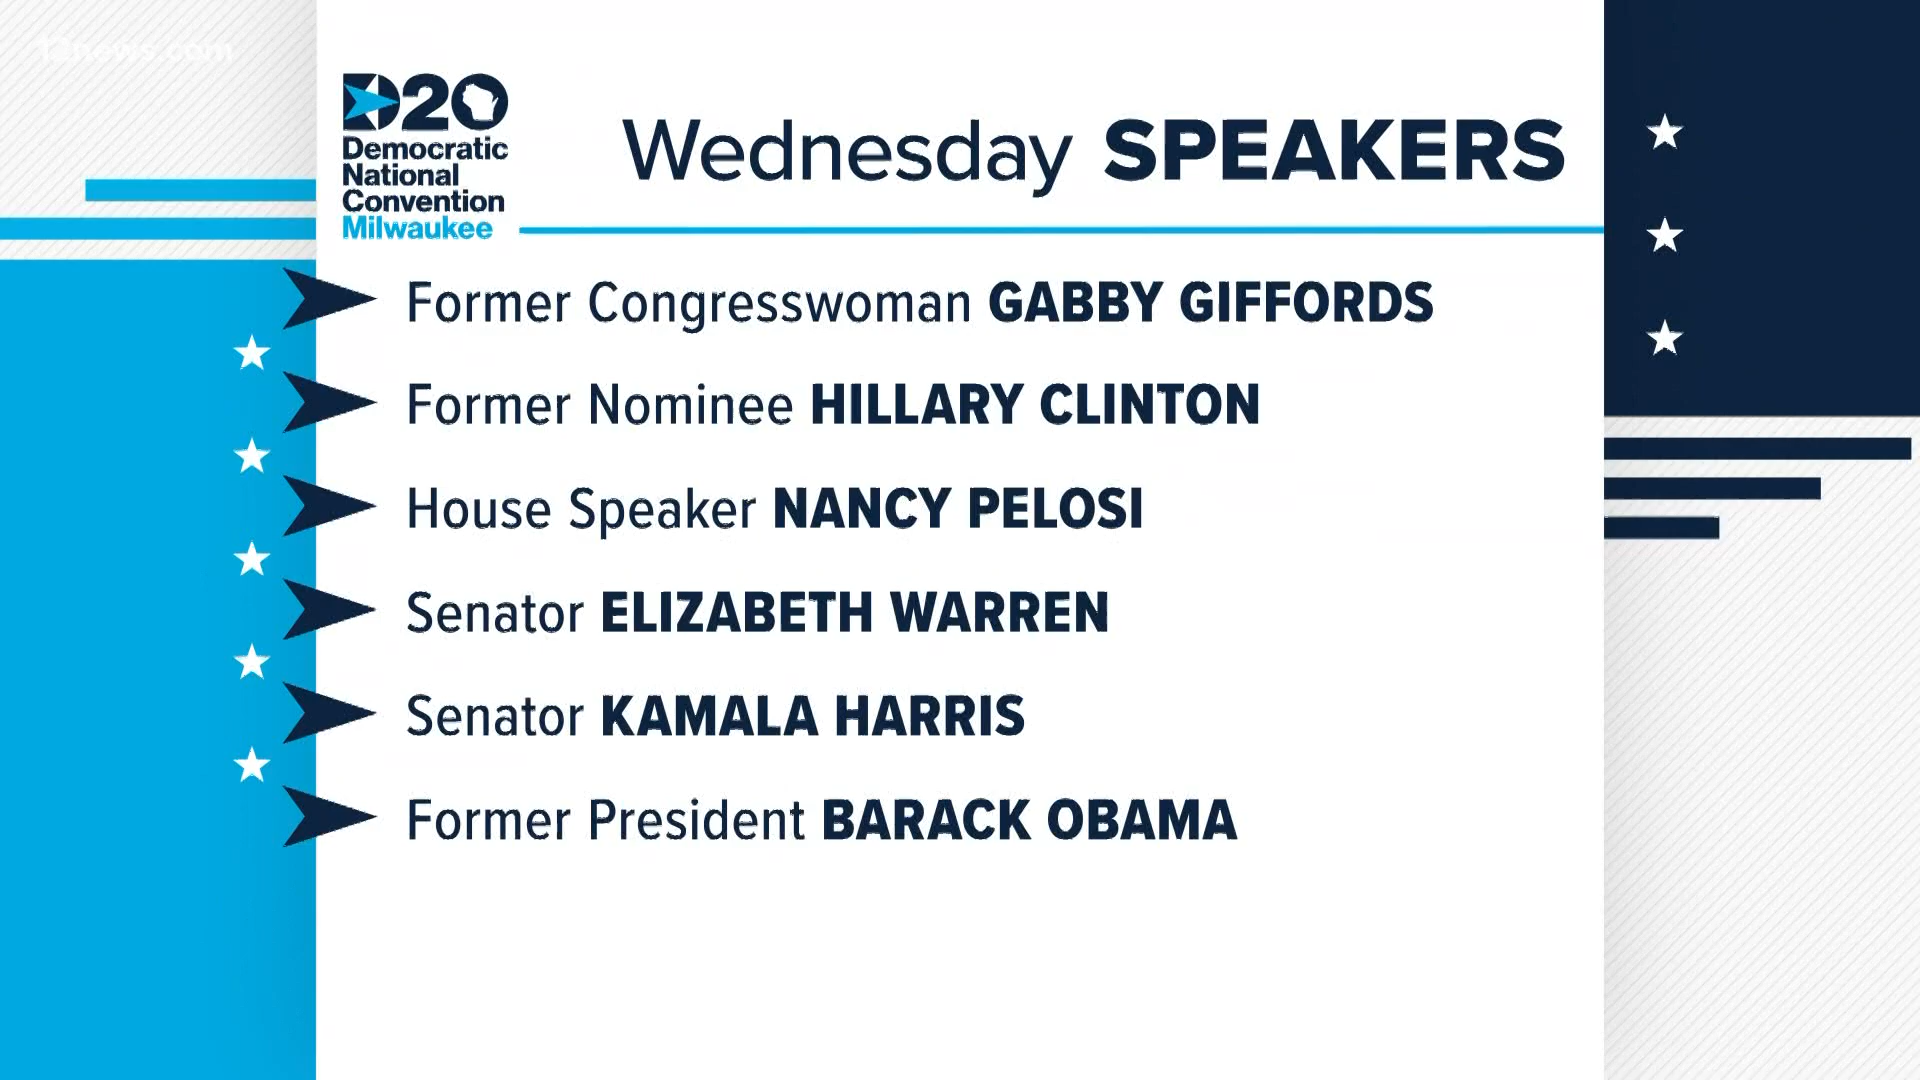 12news.com
D20
Democratic
National
Convention
Milwaukee
Wednesday SPEAKERS
Former Congresswoman GABBY GIFFORDS
Former Nominee HILLARY CLINTON
House Speaker NANCY PELOSI
Senator ELIZABETH WARREN
Senator KAMALA HARRIS
Former President BARACK OBAMA